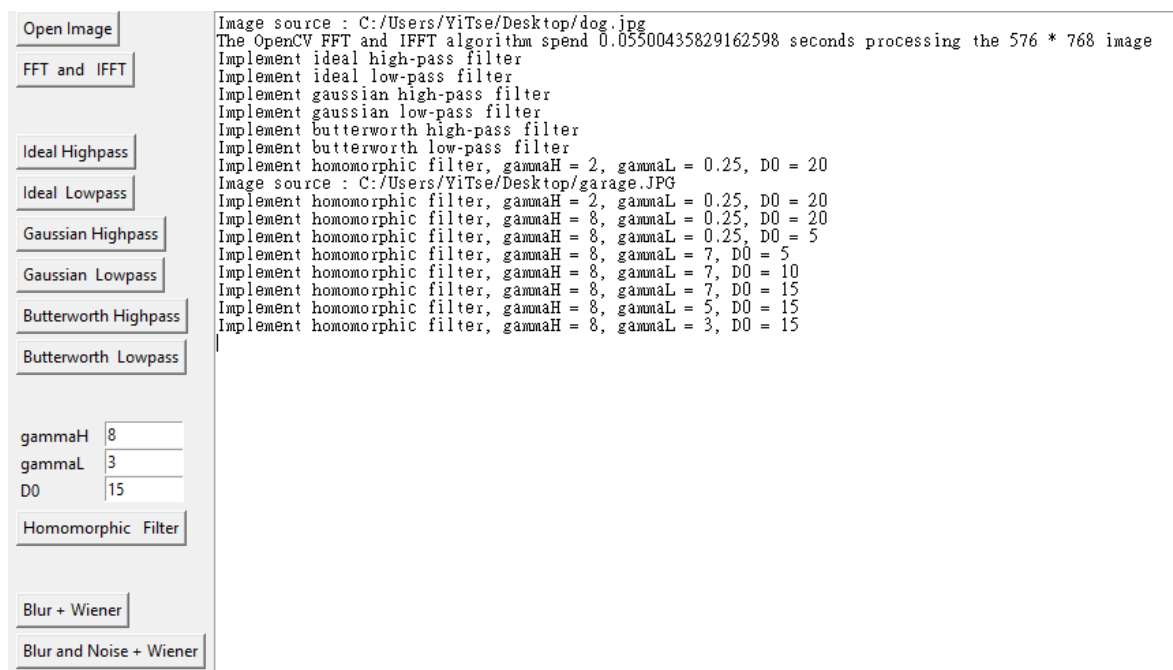 Open Image
FFT and IFFT
Ideal Highpass
Ideal Lowpass
Gaussian Highpass
Gaussian Lowpass
Butterworth Highpass
Butterworth Lowpass
gammaH 8
gammaL 3
D0 15
Homomorphic Filter
Blur + Wiener
Blur and Noise + Wiener
Image source : C:/Users/YiTse/Desktop/dog.jpg
The OpenCV FFT and IFFT algorithm spend 0.05500435829162598 seconds processing the 576 * 768 image
Implement ideal high-pass filter
Implement ideal low-pass filter
Implement gaussian high-pass filter
Implement gaussian low-pass filter
Implement butterworth high-pass filter
Implement butterworth low-pass filter
Implement homomorphic filter, gammaH = 2, gammaL = 0.25, D0 = 20
Image source : C:/Users/YiTse/Desktop/garage.JPG
Implement homomorphic filter, gammaH = 2, gammaL = 0.25, D0 = 20
Implement homomorphic filter, gammaH = 8, gammaL = 0.25, D0 = 20
Implement homomorphic filter, gammaH = 8, gammaL = 0.25, D0 = 5
Implement homomorphic filter, gammaH = 8, gammaL = 7, D0 = 5
Implement homomorphic filter, gammaH = 8, gammaL = 7, D0 = 10
Implement homomorphic filter, gammaH = 8, gammaL = 7, D0 = 15
Implement homomorphic filter, gammaH = 8, gammaL = 5, D0 = 15
Implement homomorphic filter, gammaH = 8, gammaL = 3, D0 = 15